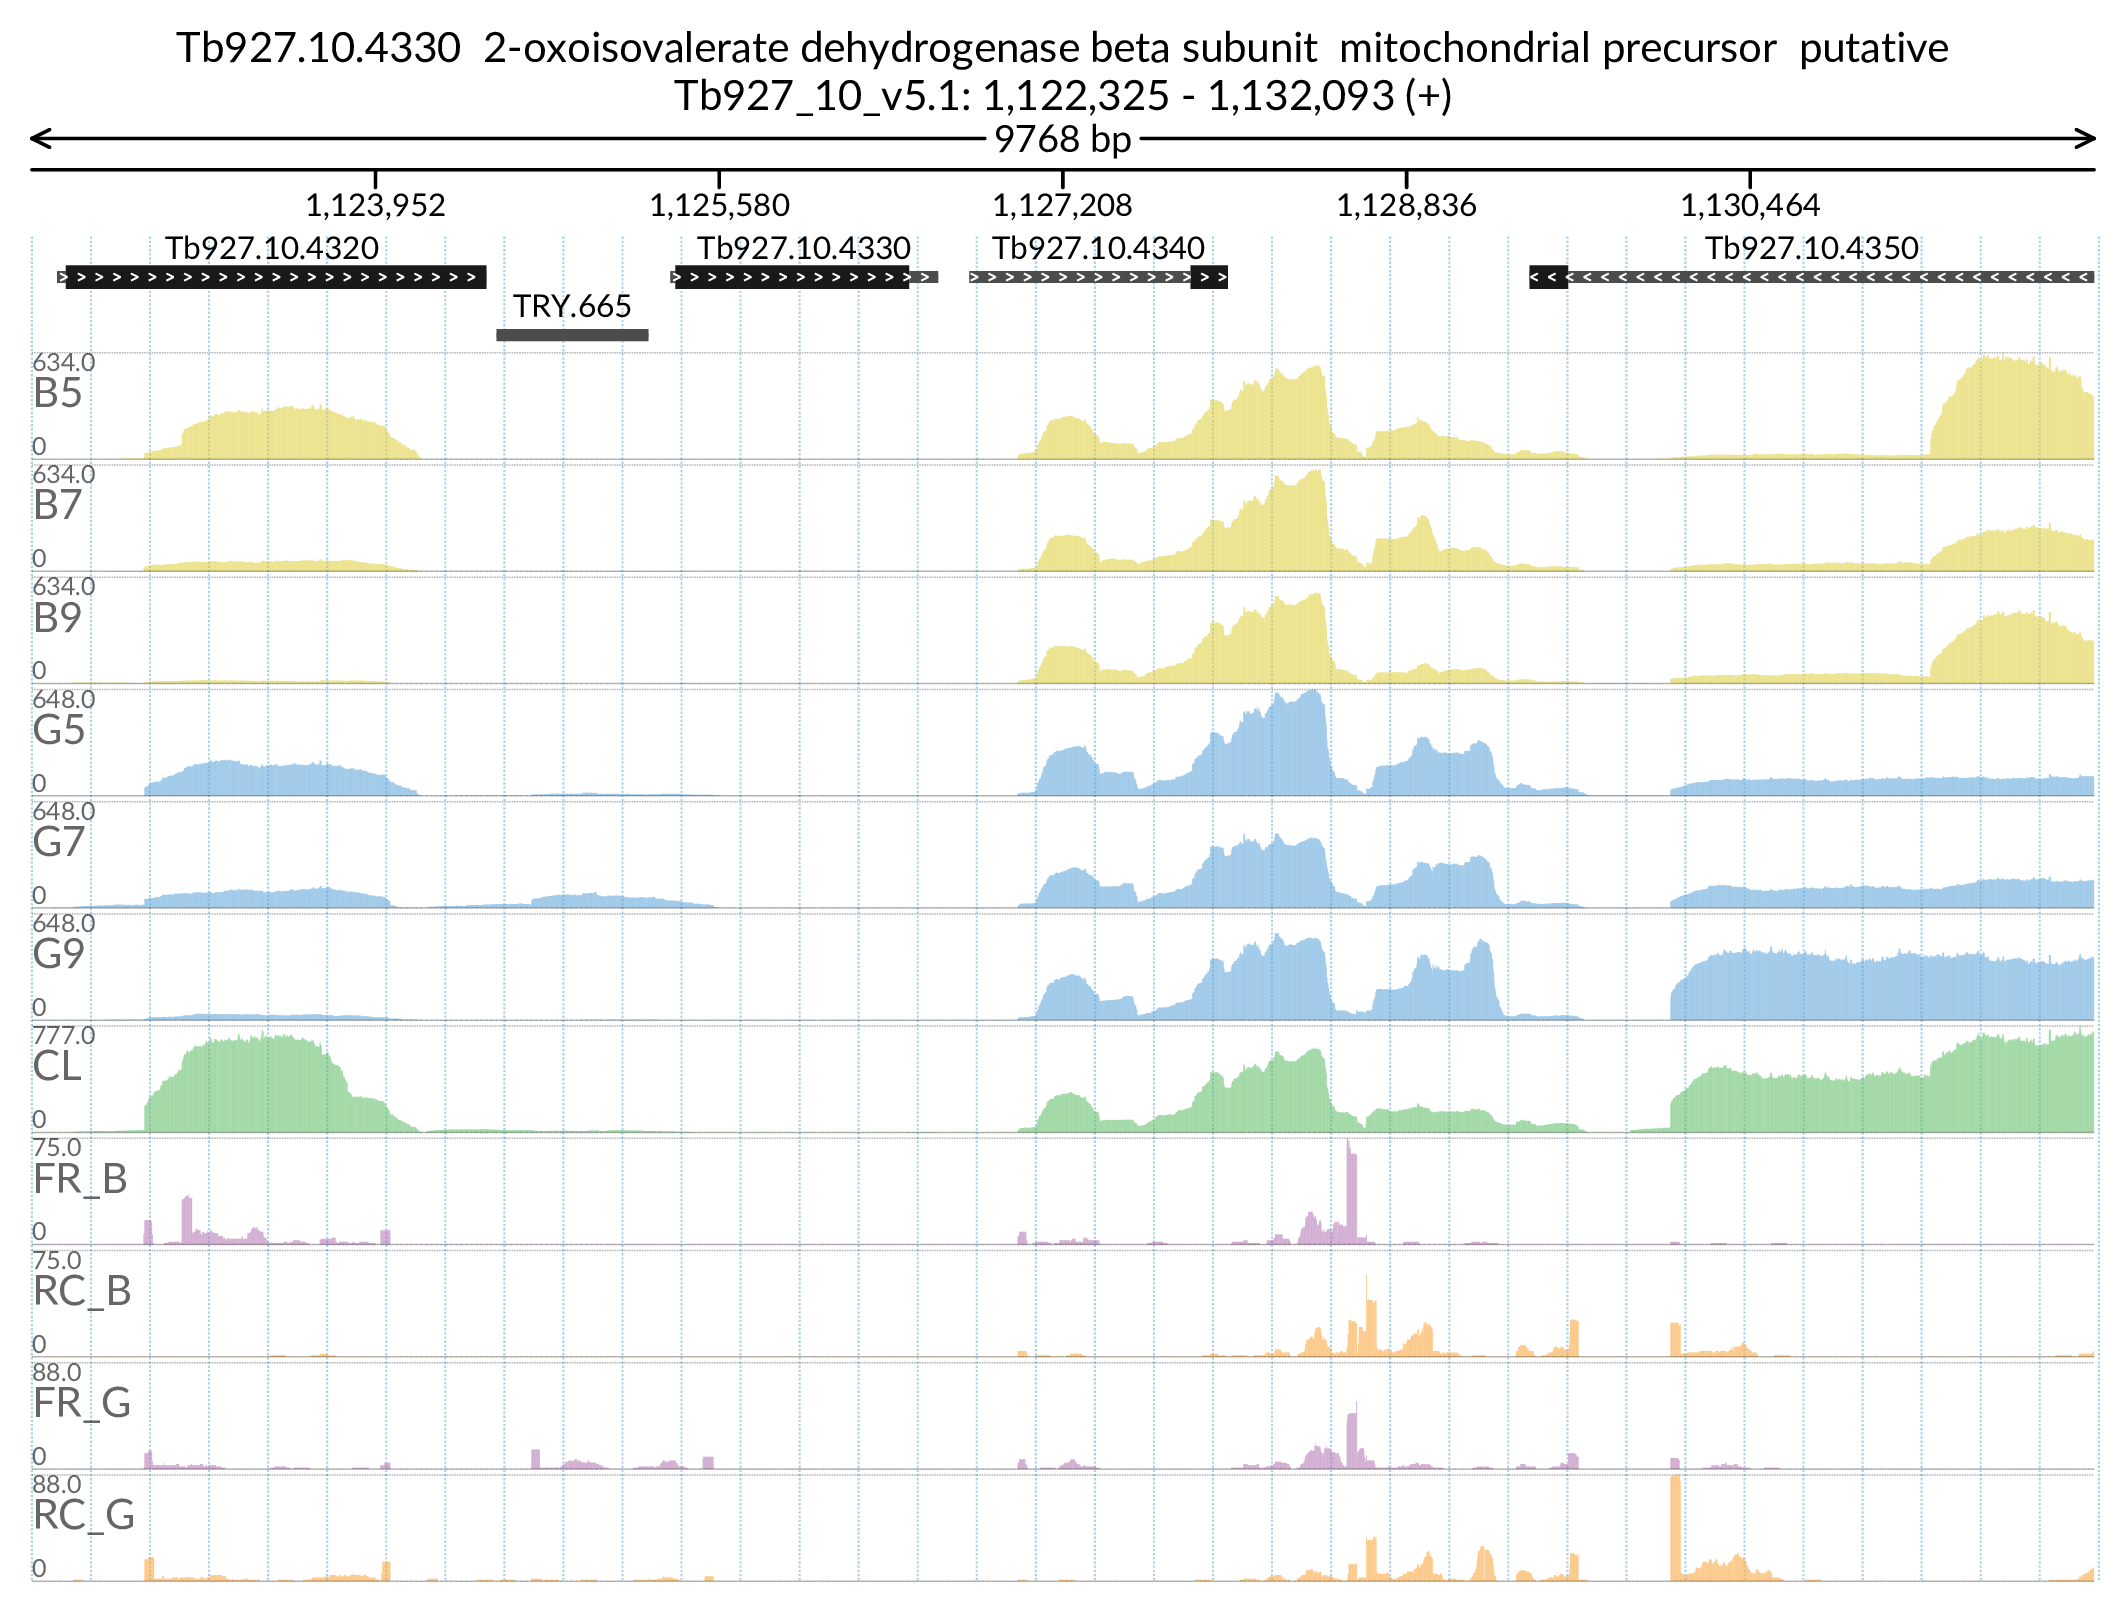 Tb927.10.4330 2-oxoisovalerate dehydrogenase beta subunit mitochondrial precursor putative
Tb927_10_v5.1: 1,122,325 - 1,132,093 (+)
9768 bp
1,123,952 1,125,580 1,127,208 1,128,836 1,130,464
Tb927.10.4320 Tb927.10.4330 Tb927.10.4340 Tb927.10.4350
TRY.665
634.0
B5
0
634.0
B7
0
634.0
B9
0
648.0
G5
0
648.0
G7
0
648.0
G9
0
777.0
CL
0
75.0
FR_B
0
75.0
RC_B
0
88.0
FR_G
0
88.0
RC_G
0